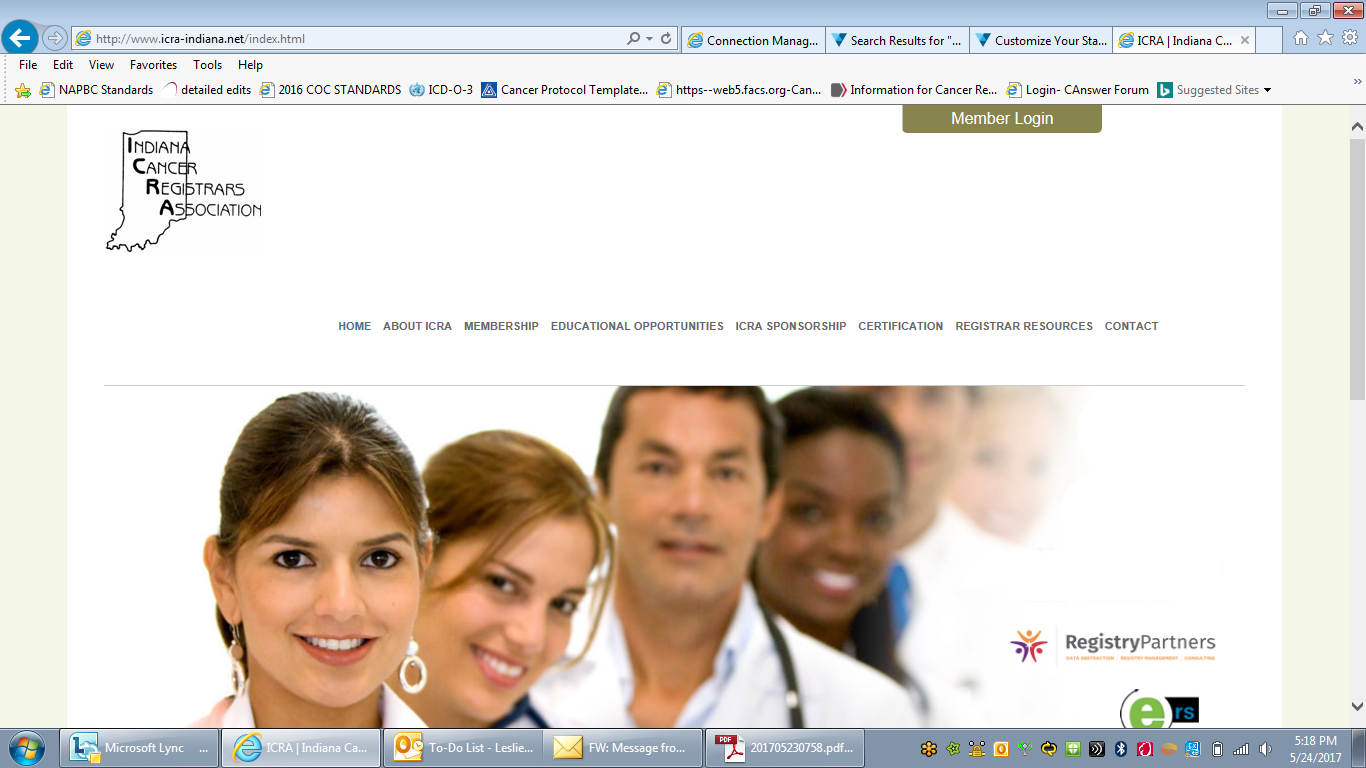 http://www.icra-indiana.net/index.html
Connection Manag...
Search Results for "...
Customize Your Sta...
ICRA | Indiana C...
File Edit View Favorites Tools Help
NAPBC Standards detailed edits 2016 COC STANDARDS ICD-O-3 Cancer Protocol Template... https--web5.facs.org-Can... Information for Cancer Re... Login- CAnswer Forum Suggested Sites
Member Login
INDIANA
CANCER
REGISTRARS
ASSOCIATION
HOME ABOUT ICRA MEMBERSHIP EDUCATIONAL OPPORTUNITIES ICRA SPONSORSHIP CERTIFICATION REGISTRAR RESOURCES CONTACT
RegistryPartners
DATA ABSTRACTION | REGISTRY MANAGEMENT | CONSULTING
ers
Microsoft Lync ...
ICRA | Indiana Ca...
To-Do List - Leslie...
FW: Message fro...
PDF
201705230758.pdf...
5:18 PM
5/24/2017